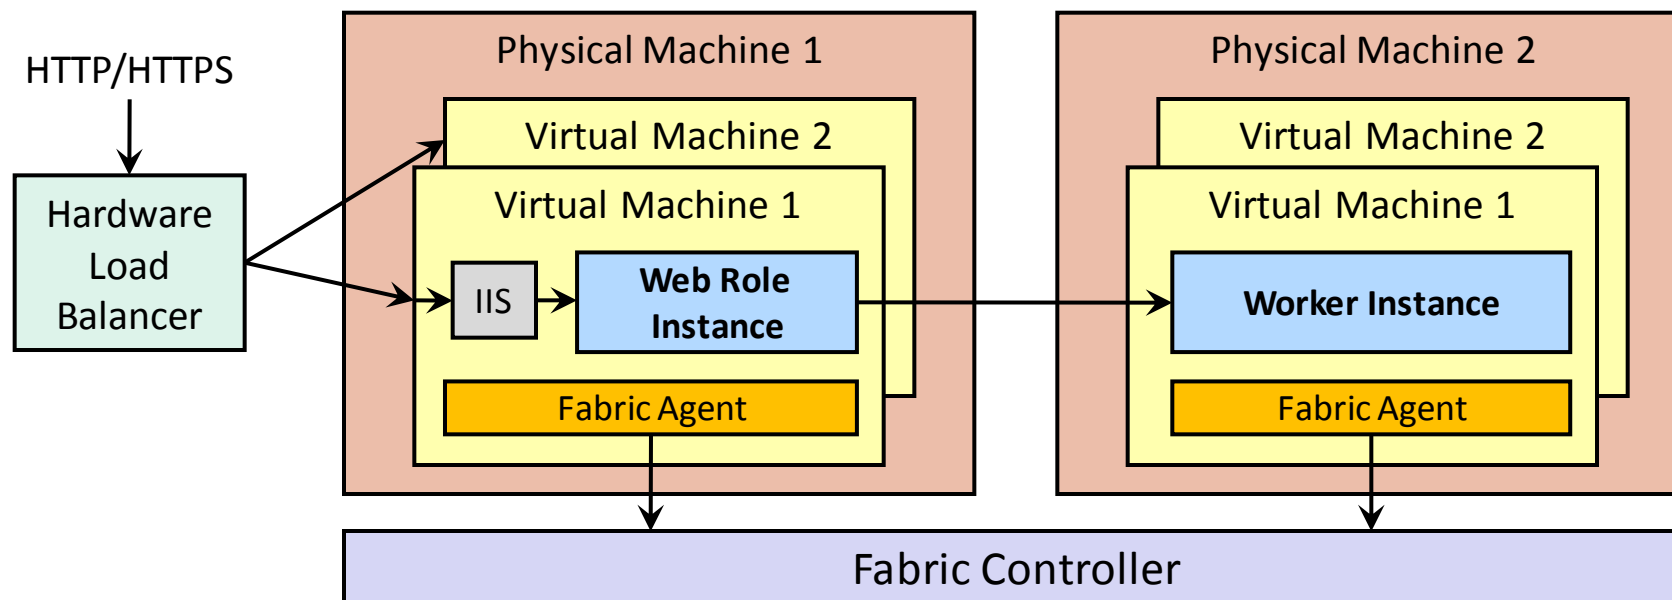 HTTP/HTTPS
Hardware
Load
Balancer
Physical Machine 1
Virtual Machine 2
Virtual Machine 1
IIS
Web Role
Instance
Fabric Agent
Physical Machine 2
Virtual Machine 2
Virtual Machine 1
Worker Instance
Fabric Agent
Fabric Controller